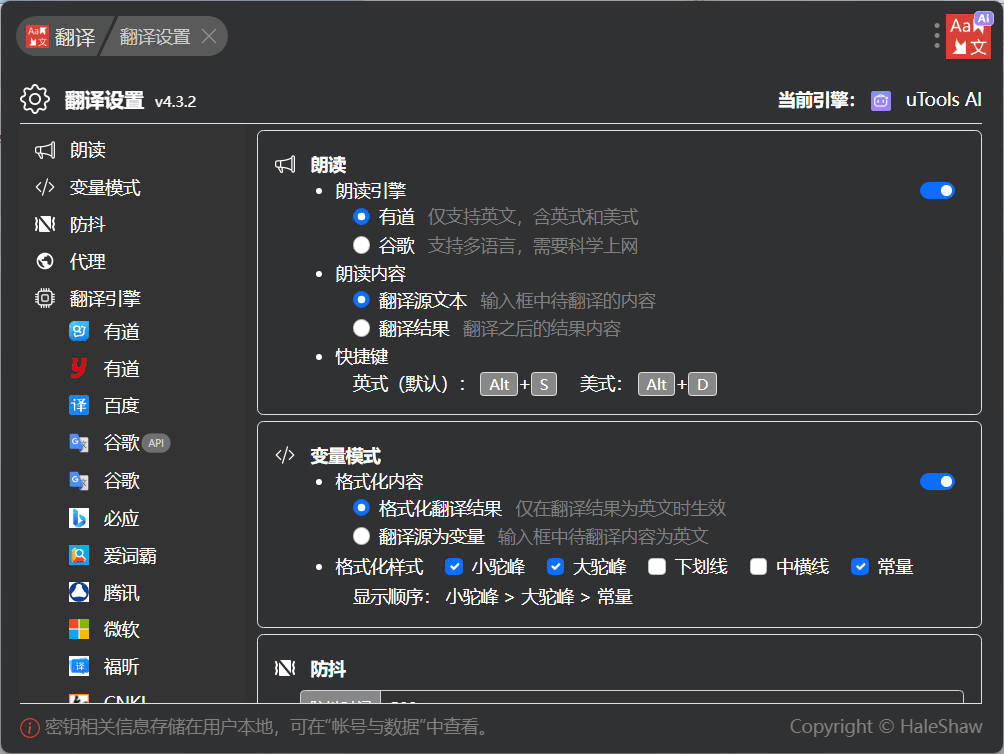 翻译 翻译设置
Aa 文 Ai
翻译设置 v4.3.2
当前引擎： uTools AI
朗读
变量模式
防抖
代理
翻译引擎
有道
有道
百度
谷歌 API
谷歌
必应
爱词霸
腾讯
微软
福昕
CNKI
朗读
• 朗读引擎
有道 仅支持英文，含英式和美式
谷歌 支持多语言，需要科学上网
• 朗读内容
翻译源文本 输入框中待翻译的内容
翻译结果 翻译之后的结果内容
• 快捷键
英式（默认）： Alt + S 美式： Alt + D
</> 变量模式
• 格式化内容
格式化翻译结果 仅在翻译结果为英文时生效
翻译源为变量 输入框中待翻译内容为英文
• 格式化样式 小驼峰 大驼峰 下划线 中横线 常量
显示顺序： 小驼峰 > 大驼峰 > 常量
防抖
密钥相关信息存储在用户本地，可在“帐号与数据”中查看。
Copyright © HaleShaw